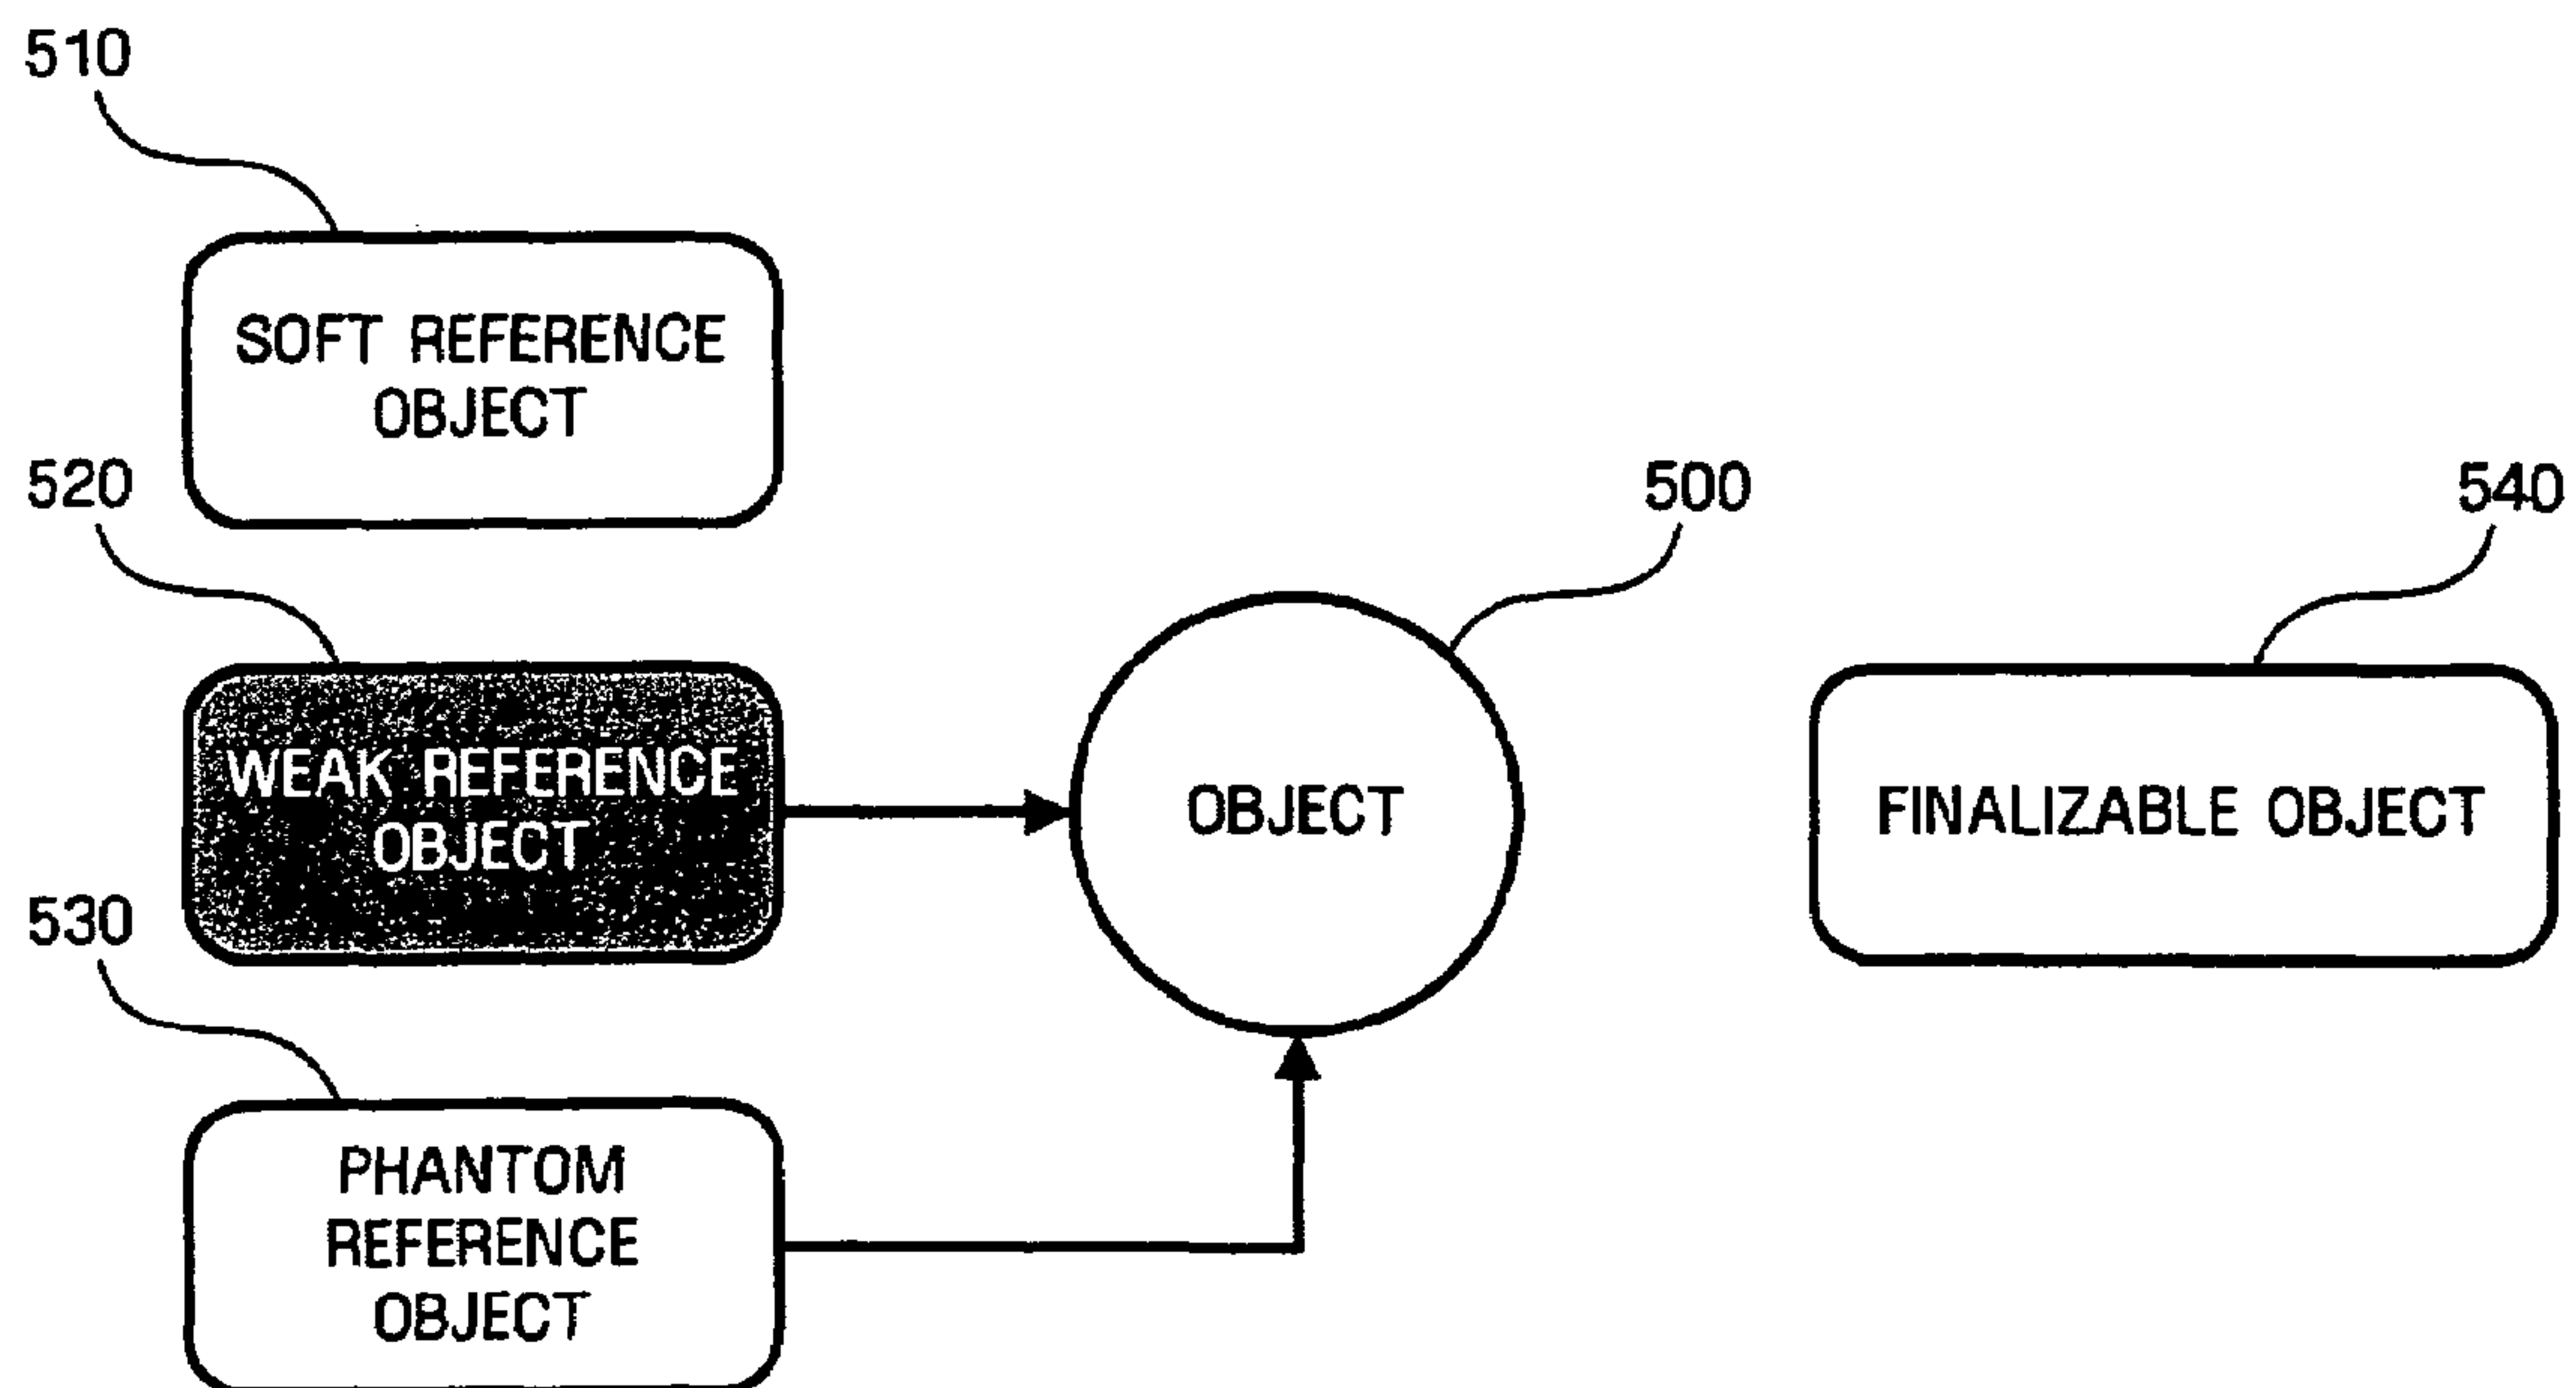 510
SOFT REFERENCE
OBJECT
520
WEAK REFERENCE
OBJECT
530
PHANTOM
REFERENCE
OBJECT
500
OBJECT
540
FINALIZABLE OBJECT